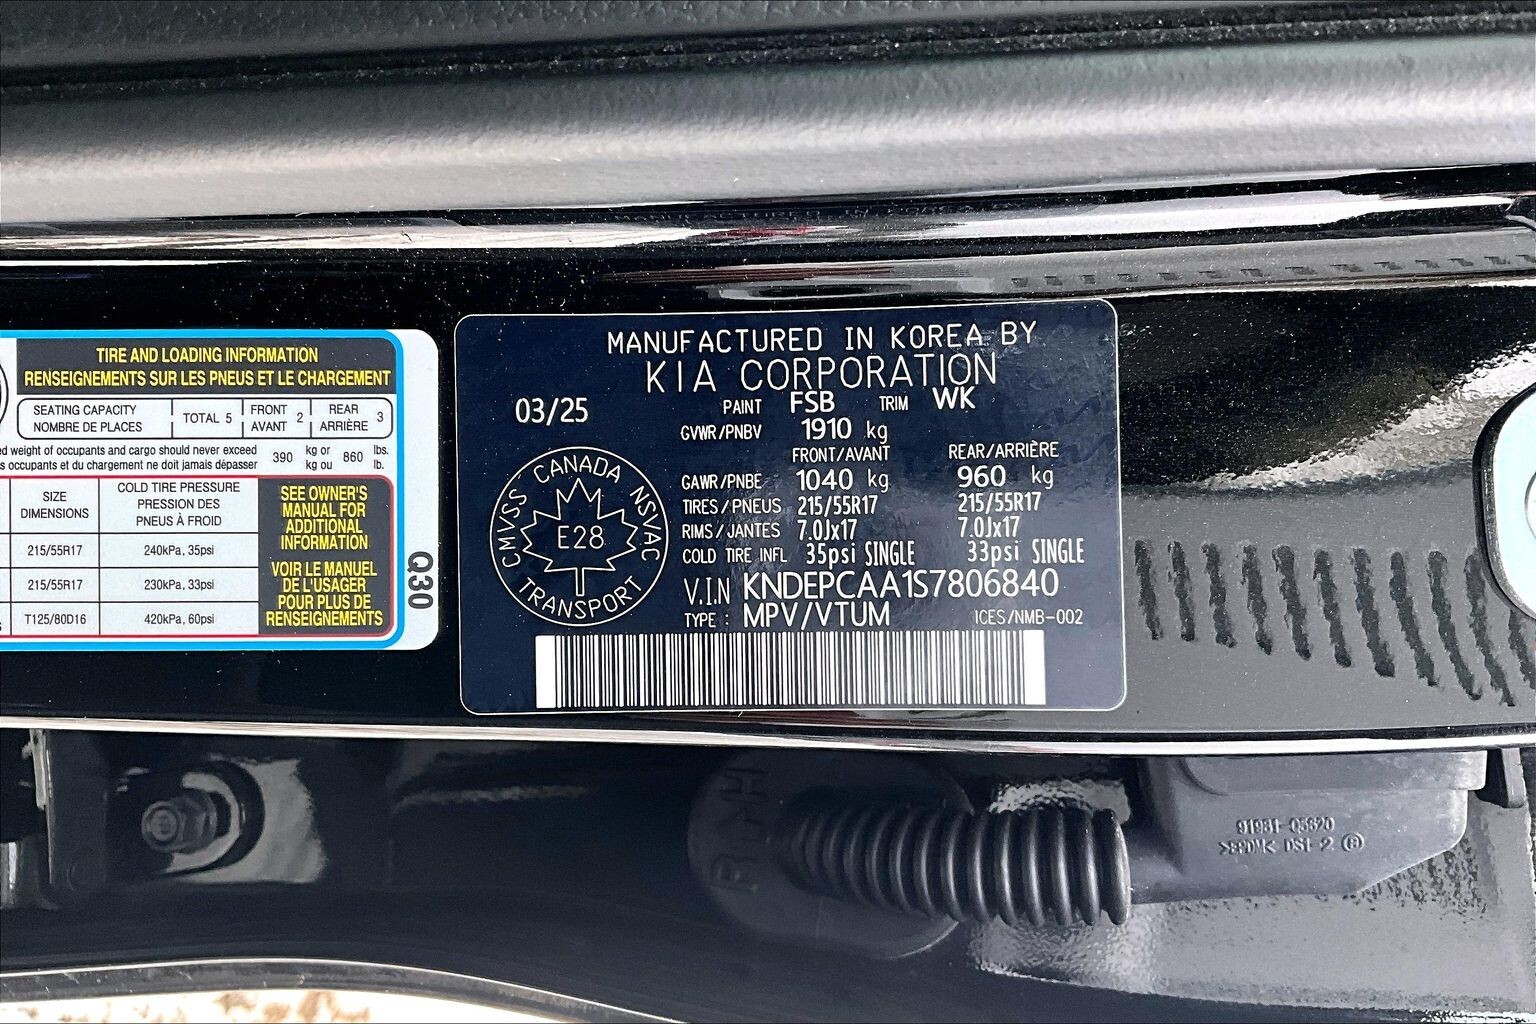 TIRE AND LOADING INFORMATION
RENSEIGNEMENTS SUR LES PNEUS ET LE CHARGEMENT
SEATING CAPACITY
NOMBRE DE PLACES
TOTAL 5
FRONT
AVANT 2
REAR
ARRIÈRE 3
ed weight of occupants and cargo should never exceed
s occupants et du chargement ne doit jamais dépasser
390 kg or
kg ou
860 lbs.
lb.
SIZE
DIMENSIONS
COLD TIRE PRESSURE
PRESSION DES
PNEUS À FROID
215/55R17 240kPa, 35psi
215/55R17 230kPa, 33psi
T125/80D16 420kPa, 60psi
SEE OWNER'S
MANUAL FOR
ADDITIONAL
INFORMATION
VOIR LE MANUEL
DE L'USAGER
POUR PLUS DE
RENSEIGNEMENTS
Q30
MANUFACTURED IN KOREA BY
KIA CORPORATION
03/25
PAINT FSB TRIM WK
GVWR/PNBV 1910 kg
FRONT/AVANT REAR/ARRIÈRE
GAWR/PNBE 1040 kg 960 kg
TIRES/PNEUS 215/55R17 215/55R17
RIMS/JANTES 7.0Jx17 7.0Jx17
COLD TIRE INFL 35psi SINGLE 33psi SINGLE
V.I.N KNDEPCAA1S7806840
TYPE : MPV/VTUM ICES/NMB-002
CANADA
CMVSS NSVAC
E28
TRANSPORT
RH